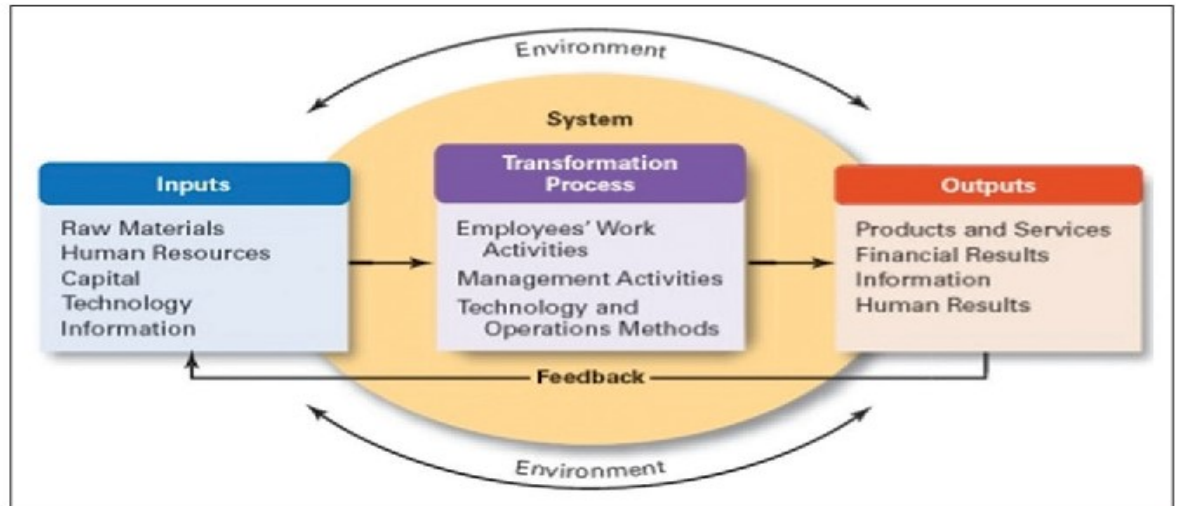 Environment
System
Inputs
Raw Materials
Human Resources
Capital
Technology
Information
Transformation
Process
Employees' Work
Activities
Management Activities
Technology and
Operations Methods
Outputs
Products and Services
Financial Results
Information
Human Results
Feedback
Environment